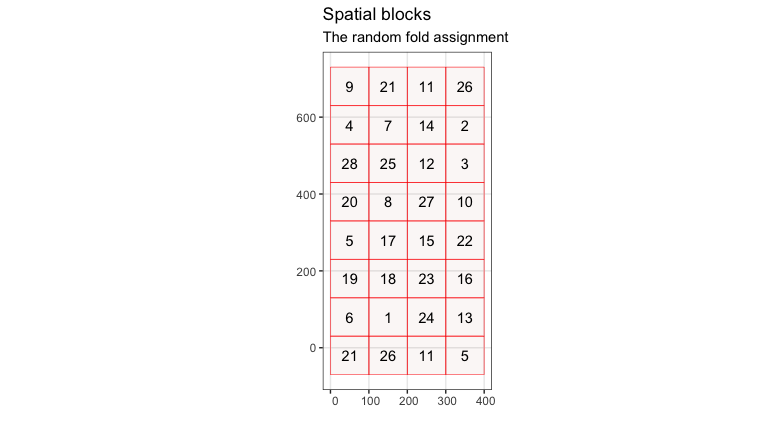 Spatial blocks
The random fold assignment
9 21 11 26
600
4 7 14 2
28 25 12 3
400
20 8 27 10
5 17 15 22
200
19 18 23 16
6 1 24 13
0
21 26 11 5
0 100 200 300 400